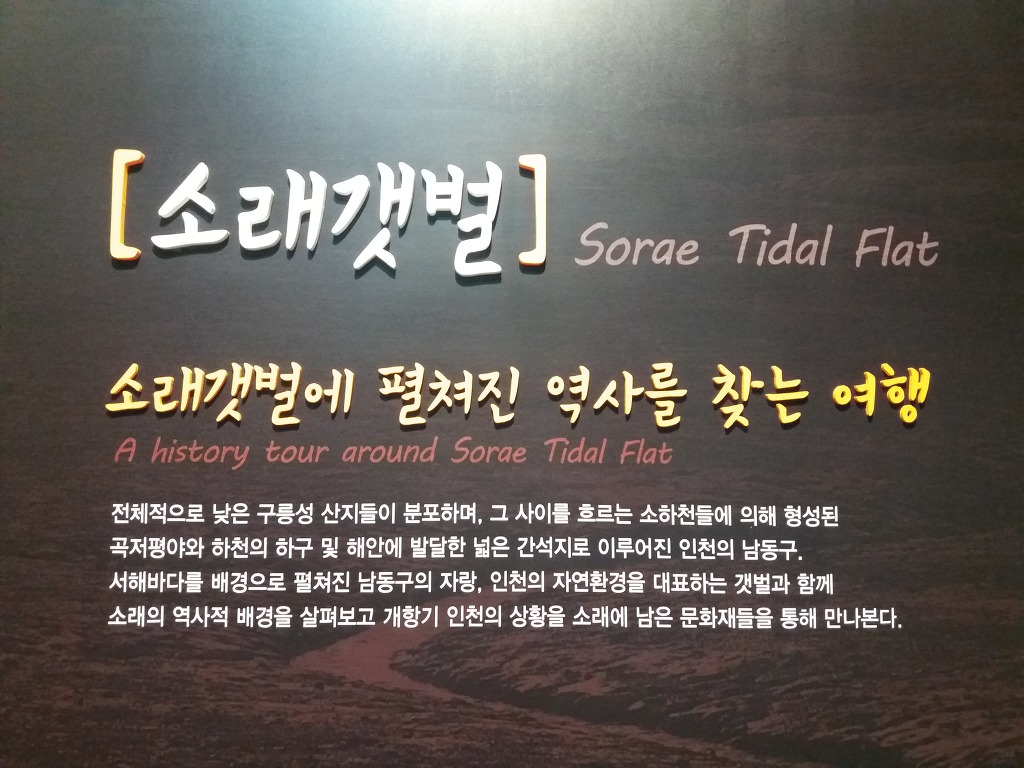 [소래갯벌] Sorae Tidal Flat
소래갯벌에 펼쳐진 역사를 찾는 여행
A history tour around Sorae Tidal Flat
전체적으로 낮은 구릉성 산지들이 분포하며, 그 사이를 흐르는 소하천들에 의해 형성된
곡저평야와 하천의 하구 및 해안에 발달한 넓은 간석지로 이루어진 인천의 남동구.
서해바다를 배경으로 펼쳐진 남동구의 자랑, 인천의 자연환경을 대표하는 갯벌과 함께
소래의 역사적 배경을 살펴보고 개항기 인천의 상황을 소래에 남은 문화재들을 통해 만나본다.